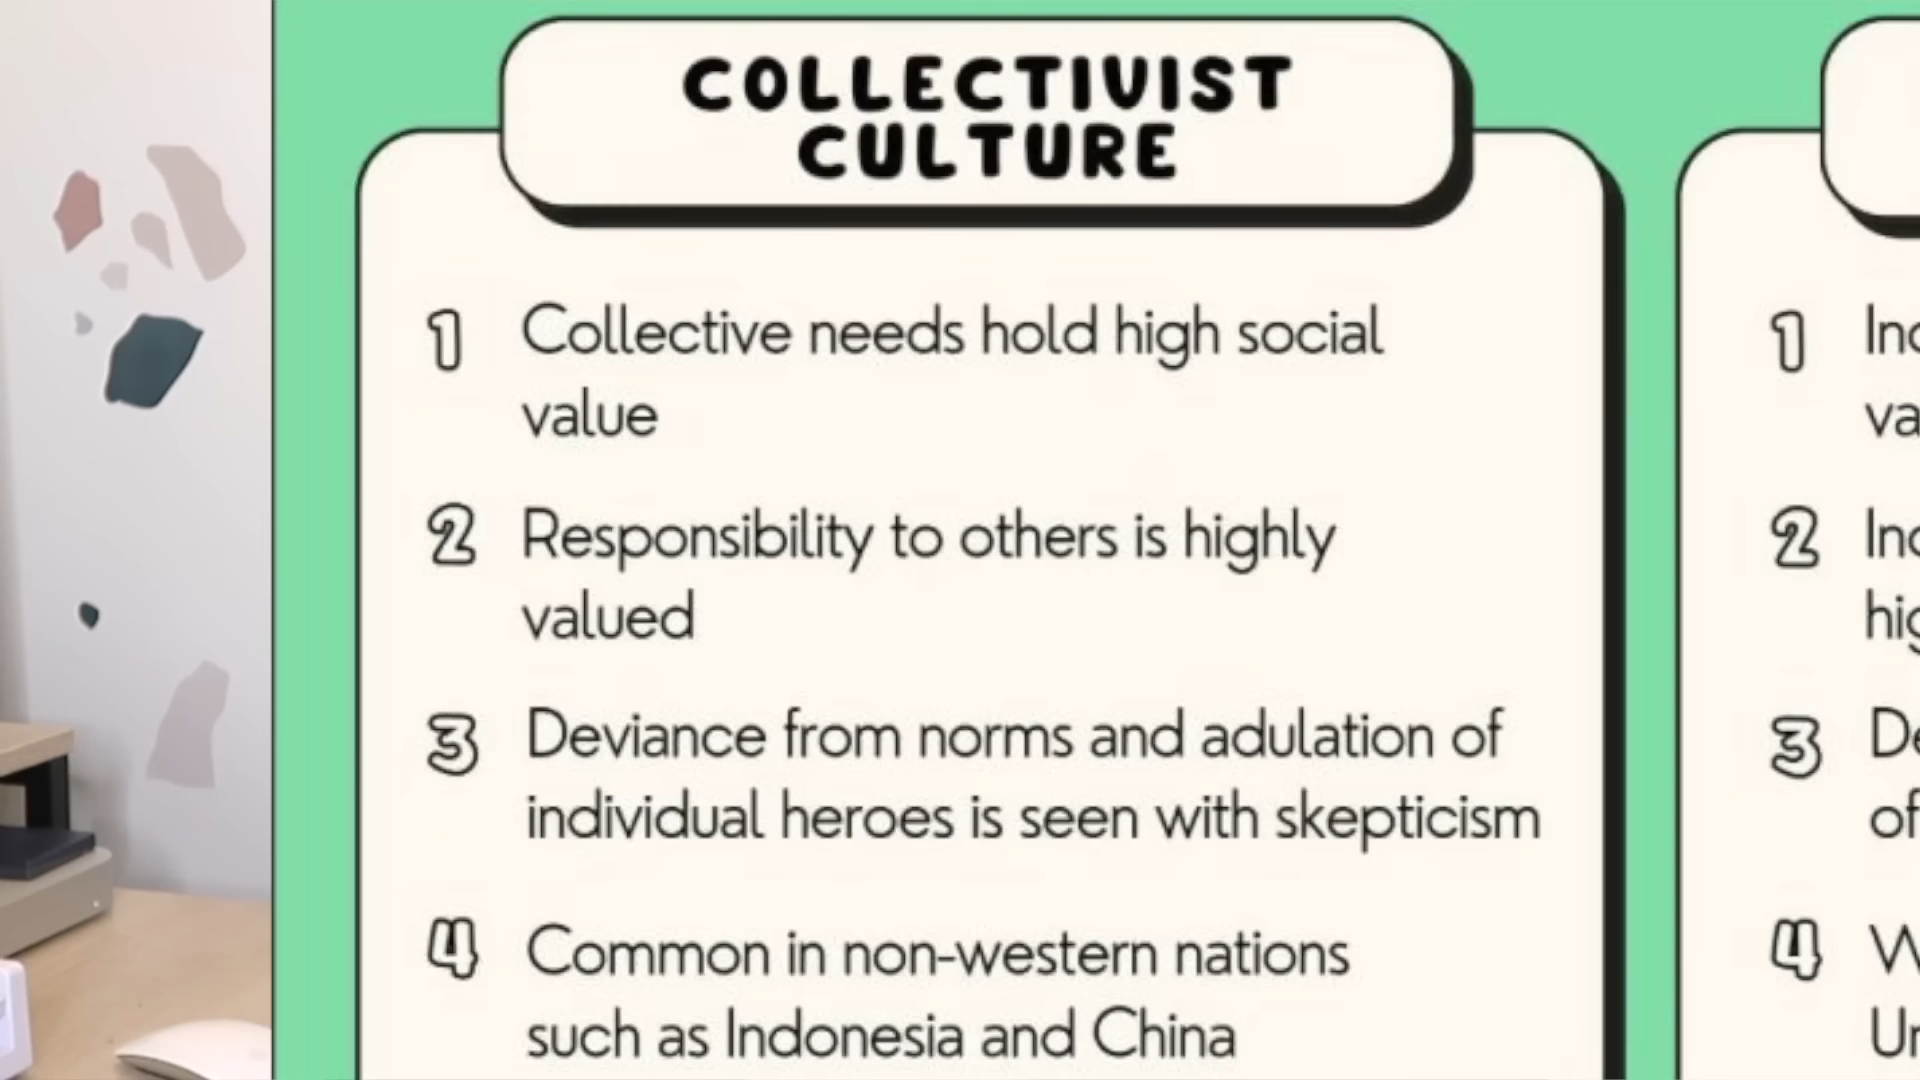 COLLECTIVIST
CULTURE
1 Collective needs hold high social
value
2 Responsibility to others is highly
valued
3 Deviance from norms and adulation of
individual heroes is seen with skepticism
4 Common in non-western nations
such as Indonesia and China
1
2
3
4